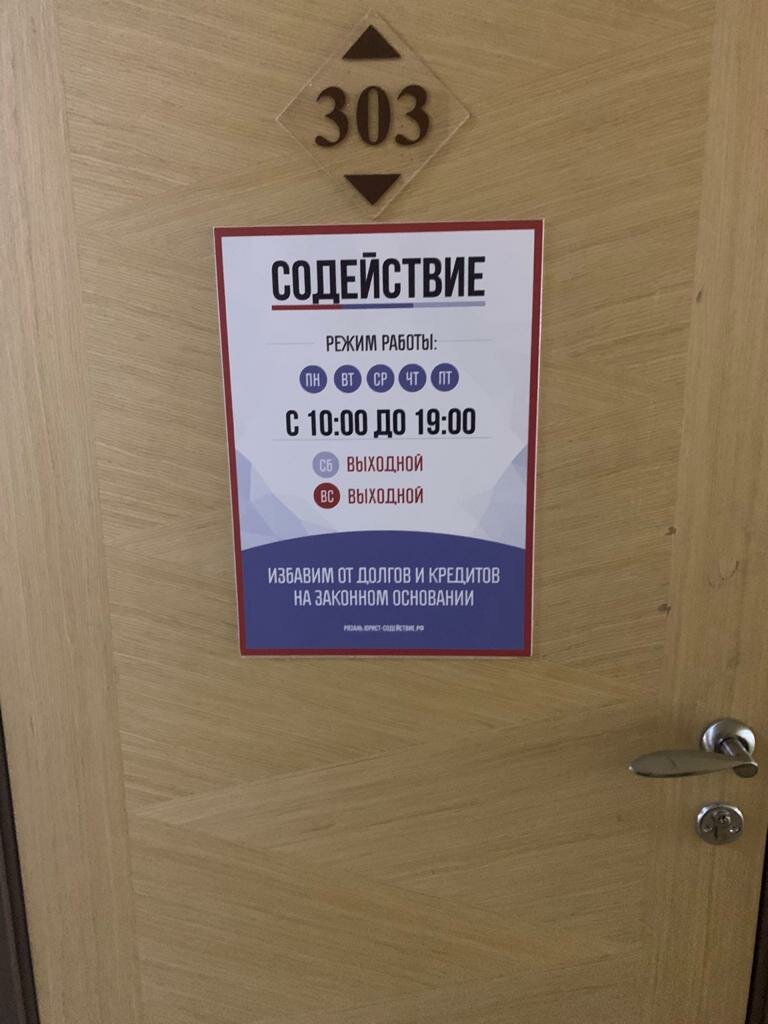 303
СОДЕЙСТВИЕ
РЕЖИМ РАБОТЫ:
ПН ВТ СР ЧТ ПТ
С 10:00 ДО 19:00
СБ ВЫХОДНОЙ
ВС ВЫХОДНОЙ
ИЗБАВИМ ОТ ДОЛГОВ И КРЕДИТОВ
НА ЗАКОННОМ ОСНОВАНИИ
РЯЗАНЬ.ЮРИСТ-СОДЕЙСТВИЕ.РФ